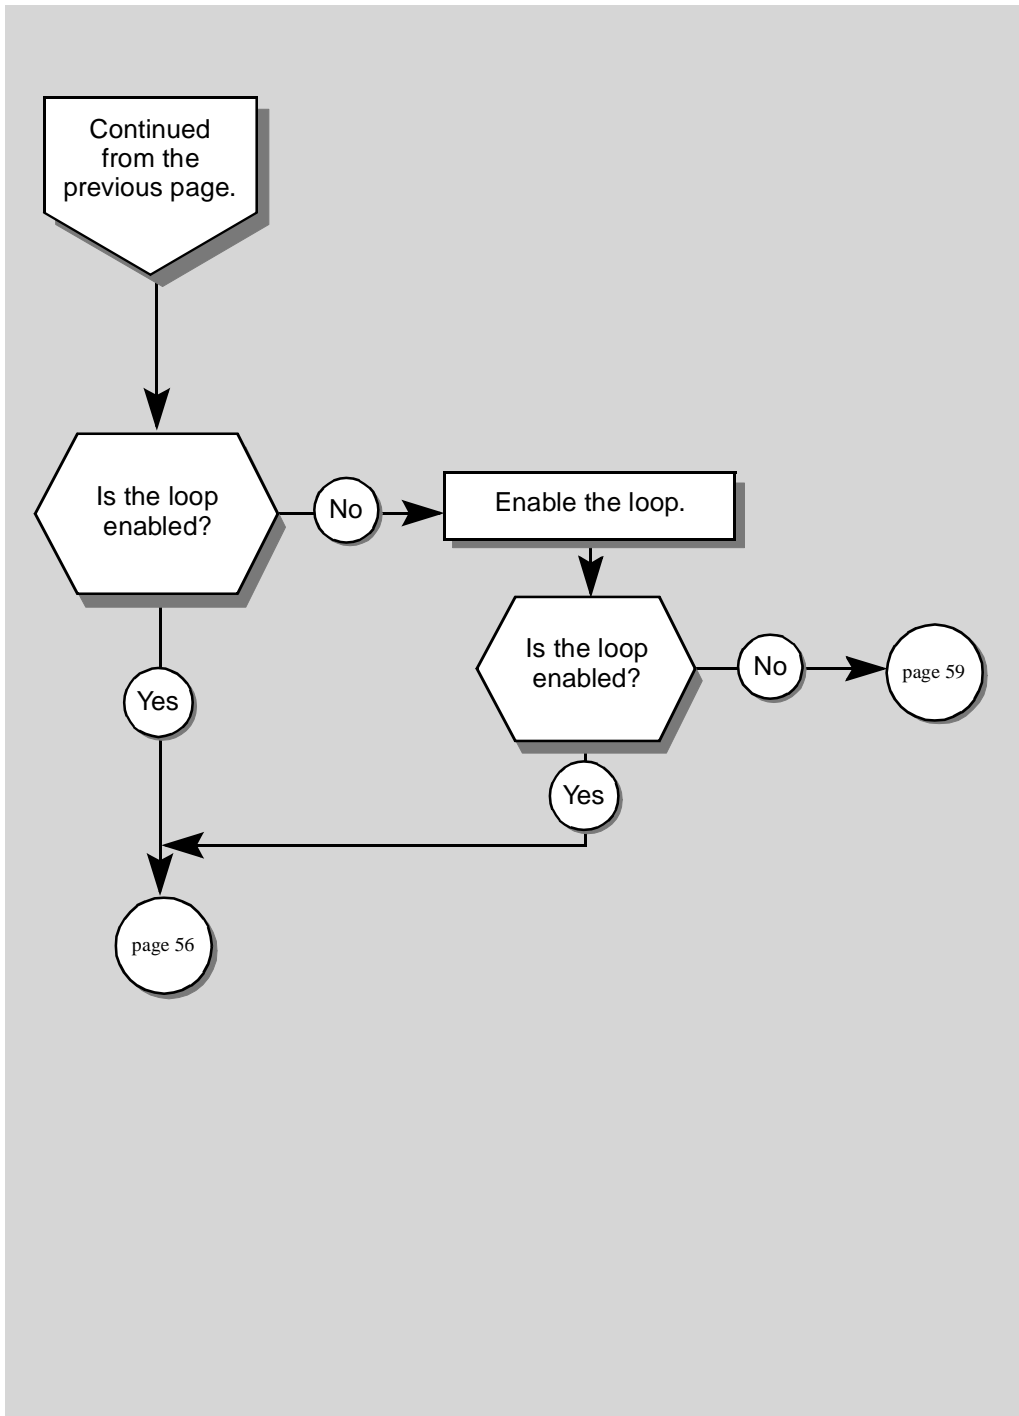 Continued
from the
previous page.
Is the loop
enabled?
No
Enable the loop.
Is the loop
enabled?
No
page 59
Yes
Yes
page 56